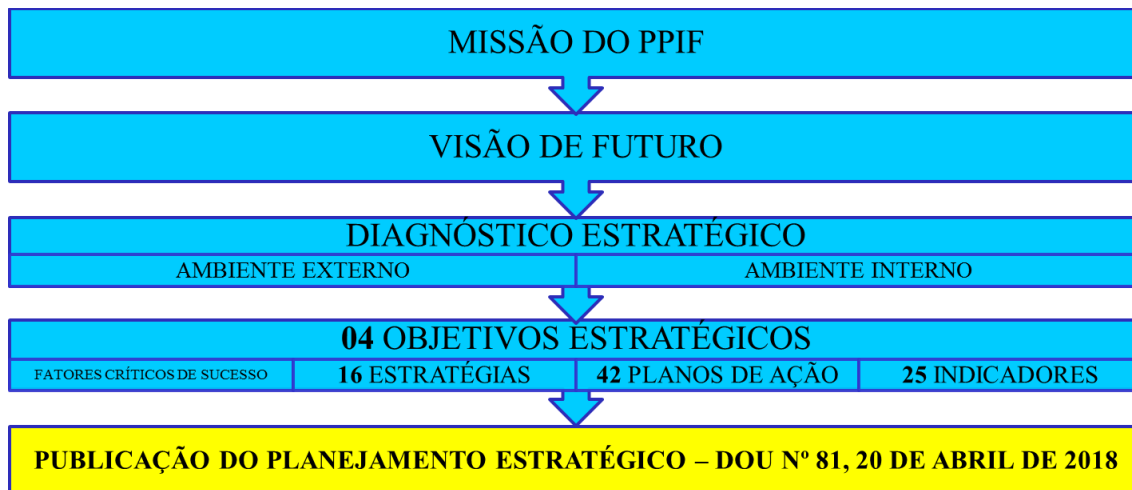 MISSÃO DO PPIF
VISÃO DE FUTURO
DIAGNÓSTICO ESTRATÉGICO
AMBIENTE EXTERNO
AMBIENTE INTERNO
04 OBJETIVOS ESTRATÉGICOS
FATORES CRÍTICOS DE SUCESSO
16 ESTRATÉGIAS
42 PLANOS DE AÇÃO
25 INDICADORES
PUBLICAÇÃO DO PLANEJAMENTO ESTRATÉGICO – DOU Nº 81, 20 DE ABRIL DE 2018